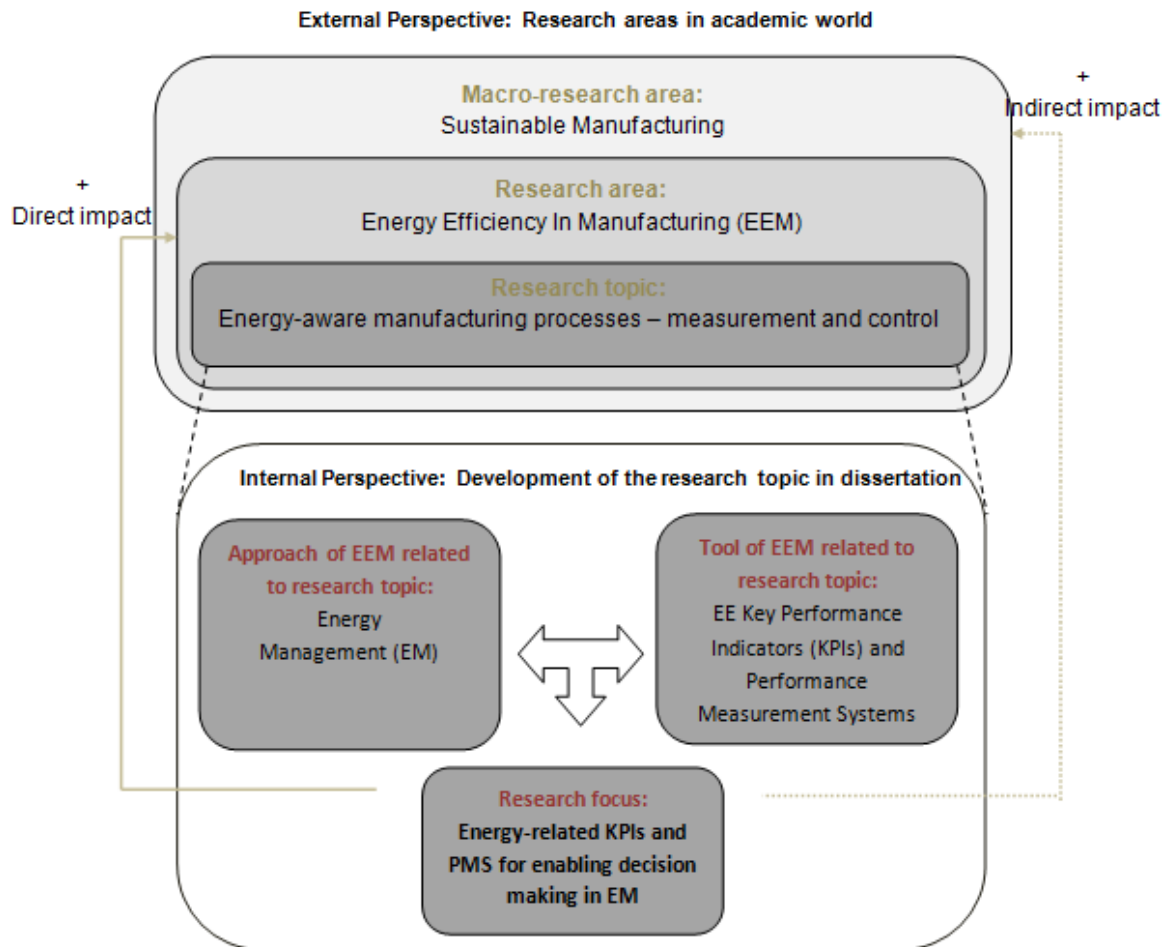 External Perspective: Research areas in academic world
+
Indirect impact
Macro-research area:
Sustainable Manufacturing
Research area:
Energy Efficiency In Manufacturing (EEM)
+
Direct impact
Research topic:
Energy-aware manufacturing processes – measurement and control
Internal Perspective: Development of the research topic in dissertation
Approach of EEM related
to research topic:
Energy
Management (EM)
Tool of EEM related to
research topic:
EE Key Performance
Indicators (KPIs) and
Performance
Measurement Systems
Research focus:
Energy-related KPIs and
PMS for enabling decision
making in EM